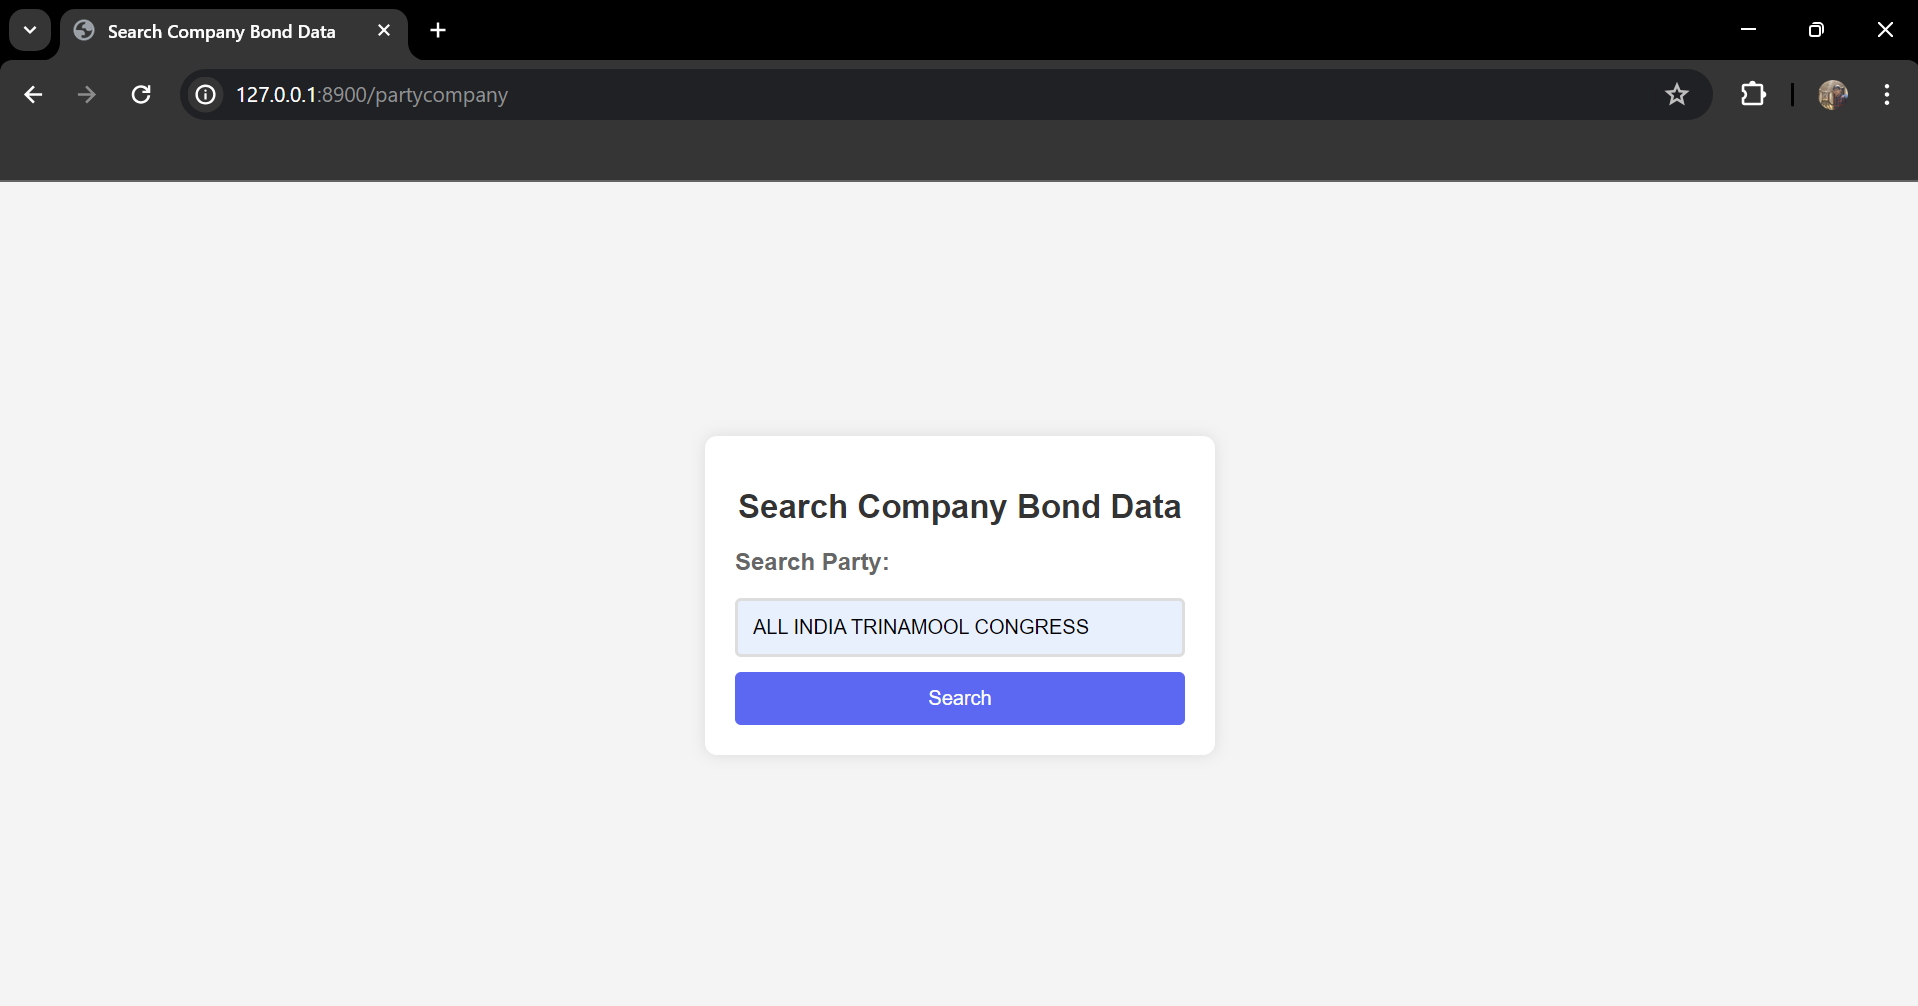 Search Company Bond Data
127.0.0.1:8900/partycompany
Search Company Bond Data
Search Party:
ALL INDIA TRINAMOOL CONGRESS
Search